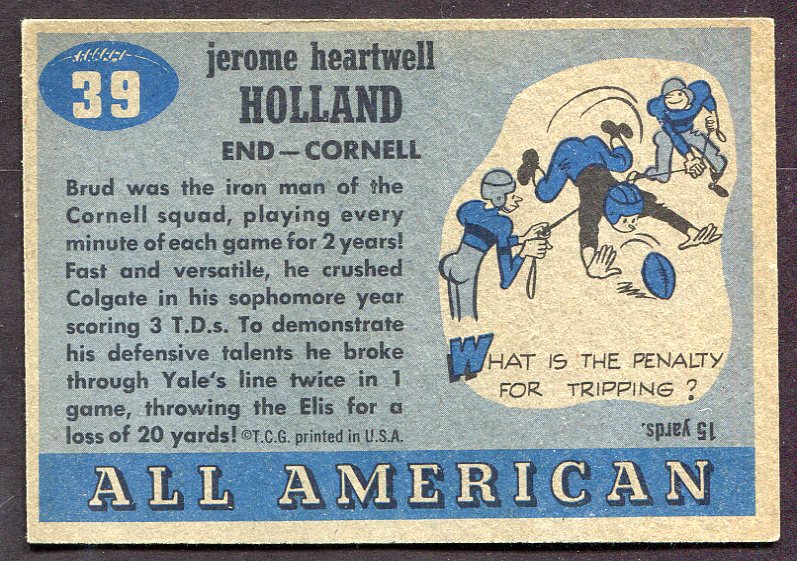 39
jerome heartwell
HOLLAND
END—CORNELL
Brud was the iron man of the
Cornell squad, playing every
minute of each game for 2 years!
Fast and versatile, he crushed
Colgate in his sophomore year
scoring 3 T.D.s. To demonstrate
his defensive talents he broke
through Yale's line twice in 1
game, throwing the Elis for a
loss of 20 yards! ©T.C.G. printed in U.S.A.
WHAT IS THE PENALTY
FOR TRIPPING?
15 yards.
ALL AMERICAN